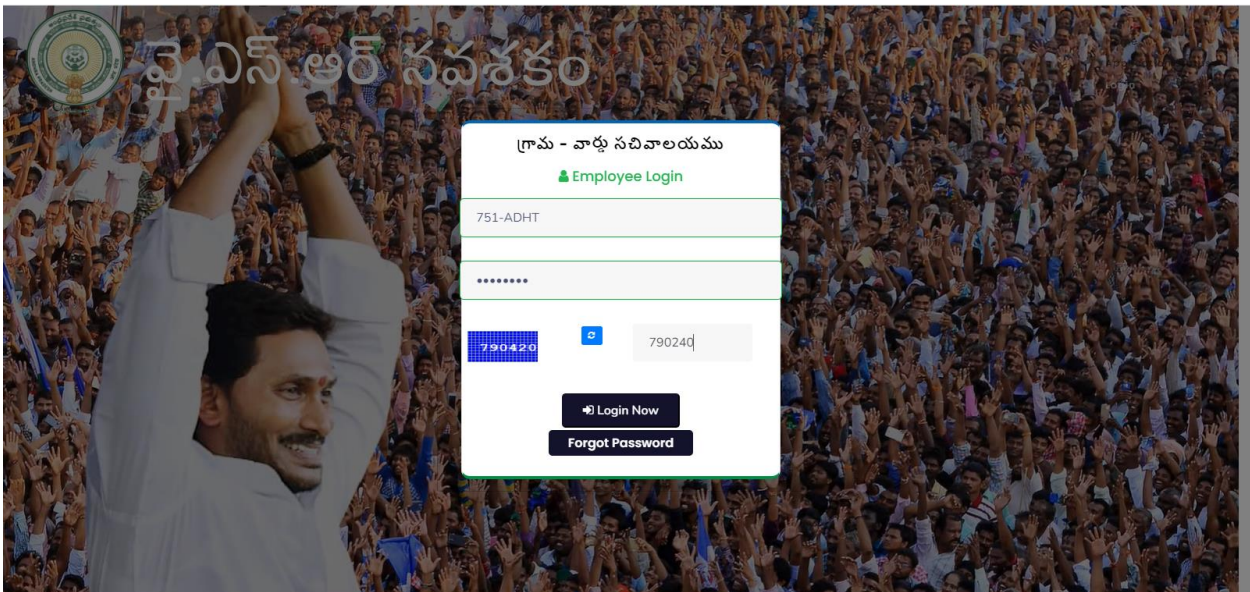 వై.ఎస్ ఆర్ నవశకం
గ్రామ - వార్డు సచివాలయము
Employee Login
751-ADHT
••••••••
790420
790240
Login Now
Forgot Password